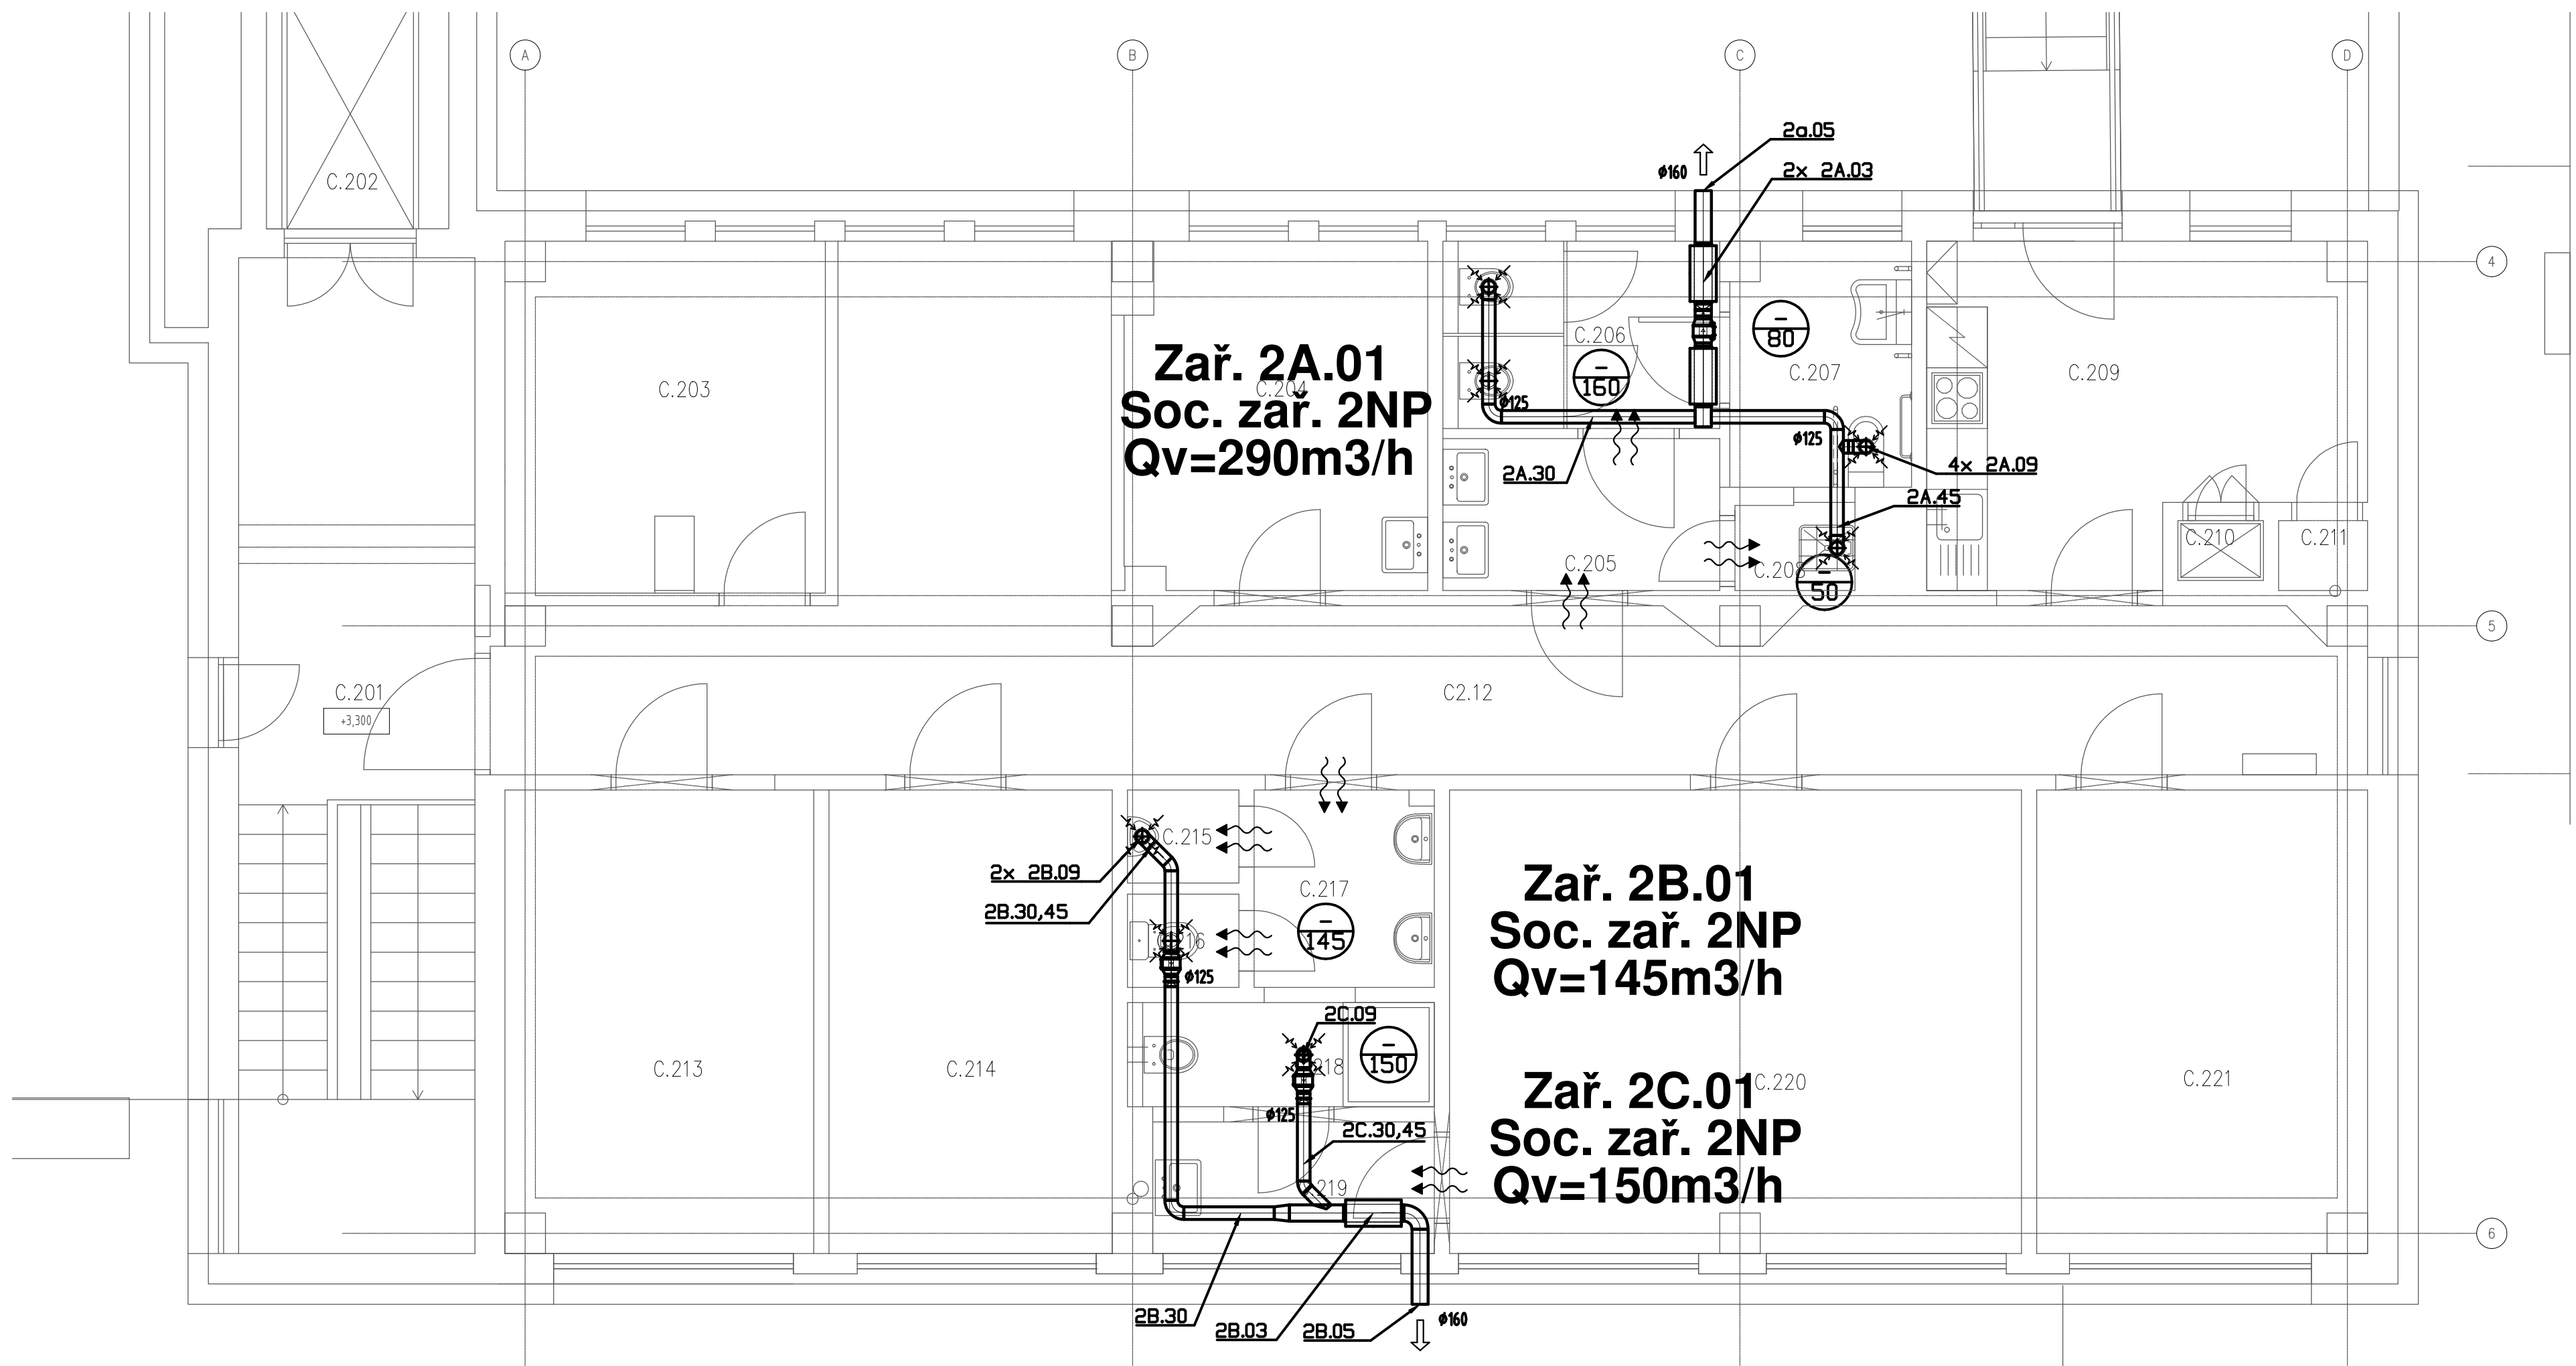 A
B
C
D
2a.05
ø160
2x 2A.03
C.202
4
C.206
80
C.207
C.209
C.203
Zař. 2A.01
C.204
Soc. zař. 2NP
Qv=290m3/h
160
ø125
ø125
2A.30
4x 2A.09
2A.45
C.210
C.211
C.205
C.208
50
5
C.201
+3,300
C2.12
C.215
2x 2B.09
2B.30,45
C.217
145
16
ø125
Zař. 2B.01
Soc. zař. 2NP
Qv=145m3/h
2C.09
150
218
C.213
C.214
Zař. 2C.01
C.220
Soc. zař. 2NP
Qv=150m3/h
C.221
ø125
2C.30,45
219
6
2B.30
2B.03
2B.05
ø160